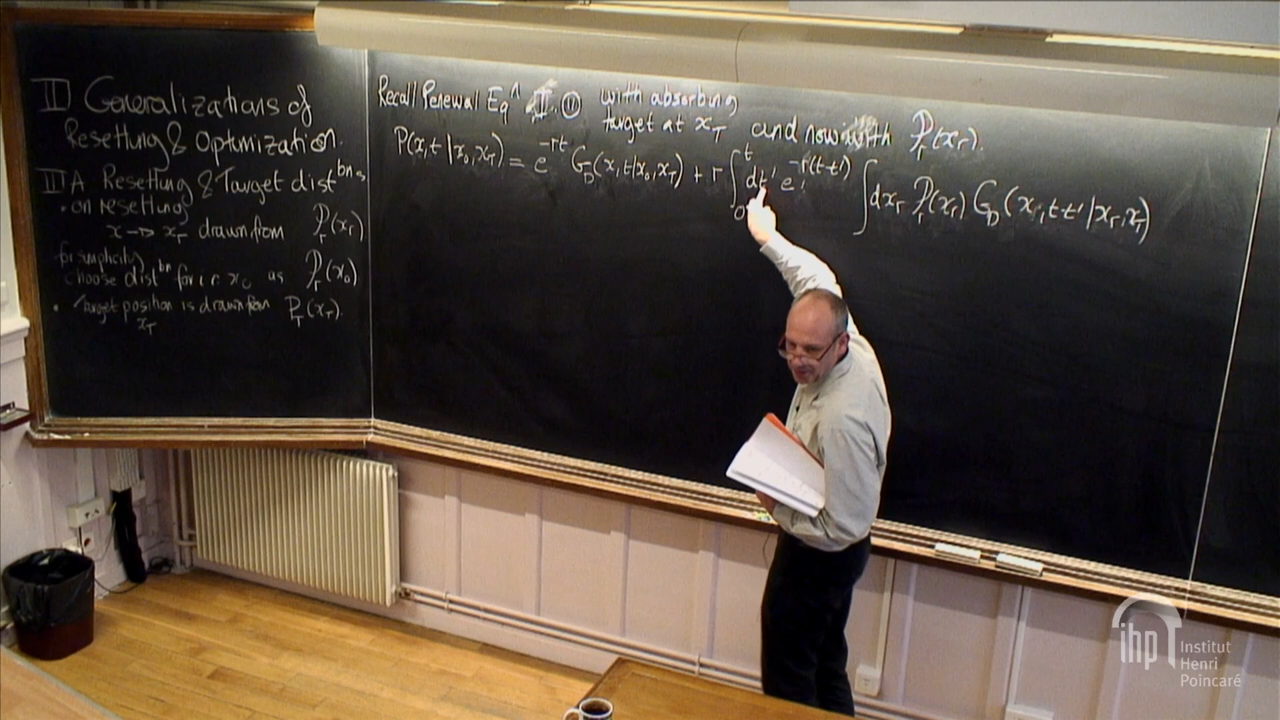 III Generalizations of
Resetting & Optimization.
III A. Resetting & Target dist^bns
• on resetting
x → x_r drawn from P_r(x_r)
for simplicity
choose dist^bn for i.c. x_0 as P_r(x_0)
• Target position is drawn from P_T(x_T).
x_T
Recall Renewal Eq^n II. ⑪ with absorbing
target at x_T and now with P_r(x_r).
P(x,t|x_0,x_T) = e^{-rt} G_D(x,t|x_0,x_T) + r ∫_0^t dt' e^{-r(t-t')} ∫dx_r P_r(x_r) G_D(x,t-t'|x_r,x_T)
ihp Institut
Henri
Poincaré